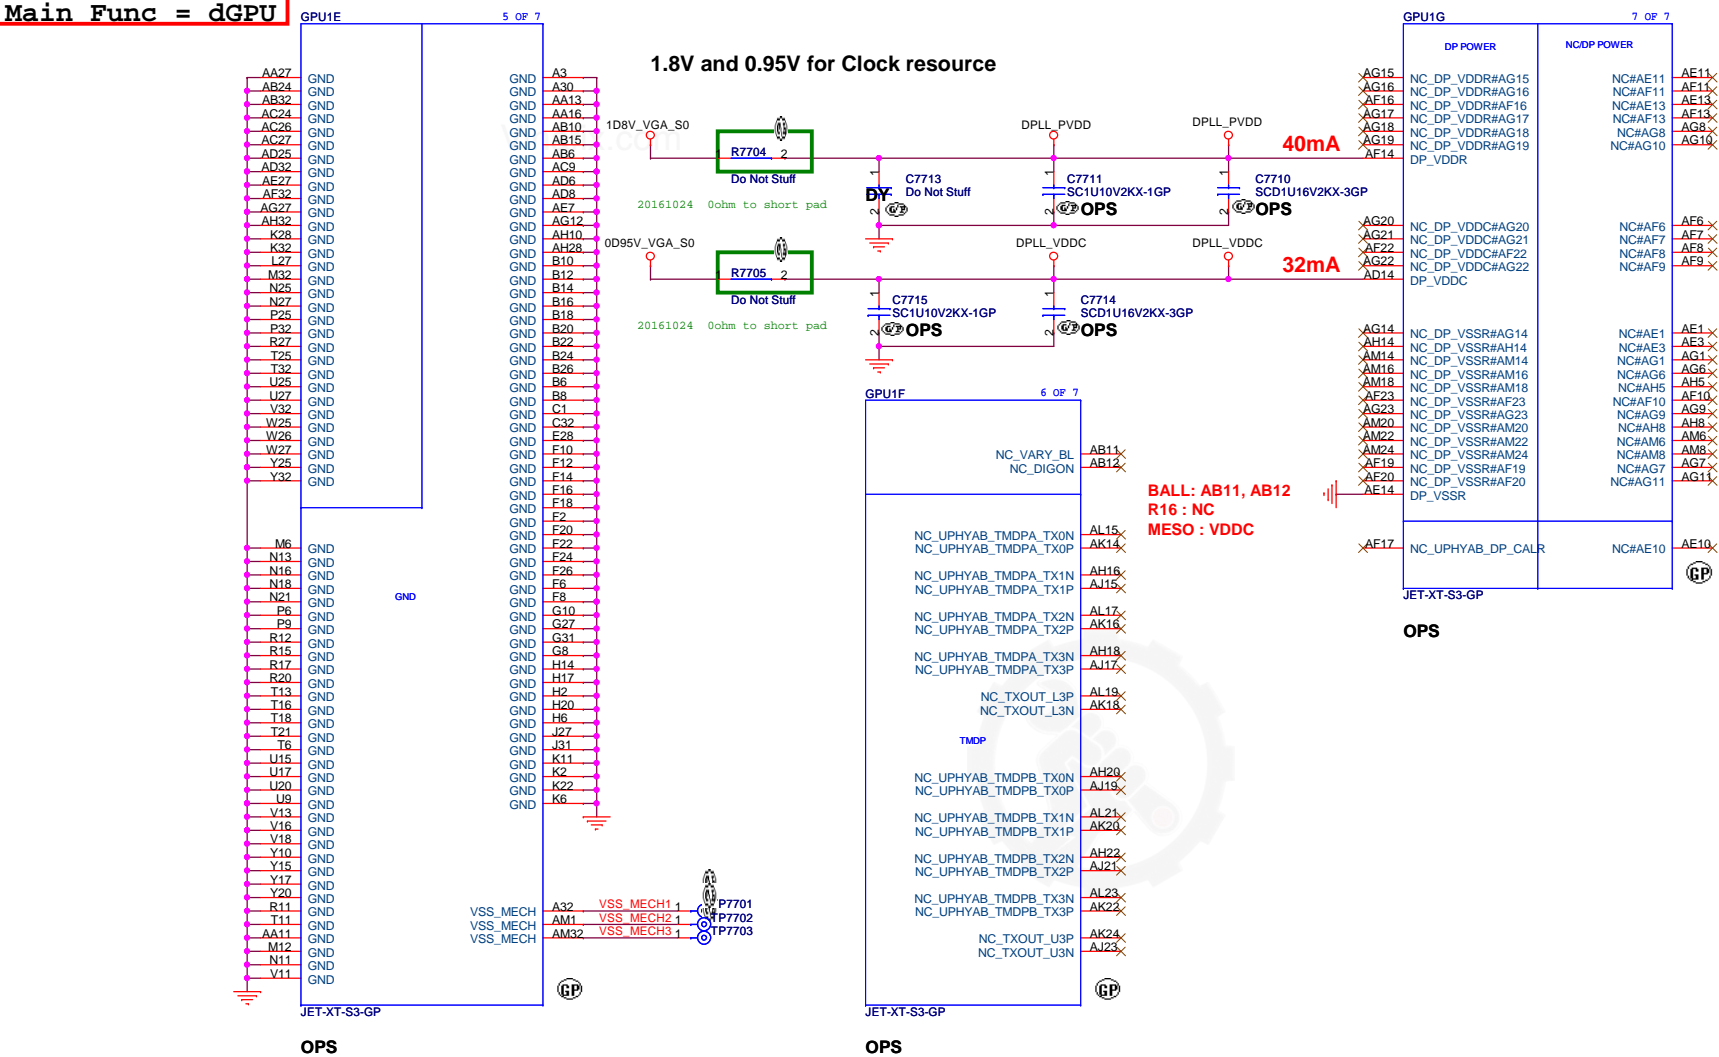 Main Func = dGPU
GPU1E 5 OF 7
AA27 GND
AB24 GND
AB32 GND
AC24 GND
AC26 GND
AC27 GND
AD25 GND
AD32 GND
AE27 GND
AF32 GND
AG27 GND
AH32 GND
K28 GND
K32 GND
L27 GND
M32 GND
N25 GND
N27 GND
P25 GND
P32 GND
R27 GND
T25 GND
T32 GND
U25 GND
U27 GND
V32 GND
W25 GND
W26 GND
W27 GND
Y25 GND
Y32 GND
M6 GND
N13 GND
N16 GND
N18 GND
N21 GND
P6 GND
P9 GND
R12 GND
R15 GND
R17 GND
R20 GND
T13 GND
T16 GND
T18 GND
T21 GND
T6 GND
U15 GND
U17 GND
U20 GND
U9 GND
V13 GND
V16 GND
V18 GND
Y10 GND
Y15 GND
Y17 GND
Y20 GND
R11 GND
T11 GND
AA11 GND
M12 GND
N11 GND
V11 GND
GND
GND A3
GND A30
GND AA13
GND AA16
GND AB10
GND AB15
GND AB6
GND AC9
GND AD6
GND AD8
GND AE7
GND AG12
GND AH10
GND AH28
GND B10
GND B12
GND B14
GND B16
GND B18
GND B20
GND B22
GND B24
GND B26
GND B6
GND B8
GND C1
GND C32
GND E28
GND F10
GND F12
GND F14
GND F16
GND F18
GND F2
GND F20
GND F22
GND F24
GND F26
GND F6
GND F8
GND G10
GND G27
GND G31
GND G8
GND H14
GND H17
GND H2
GND H20
GND H6
GND J27
GND J31
GND K11
GND K2
GND K22
GND K6
VSS_MECH A32 VSS_MECH1 1 TP7701
VSS_MECH AM1 VSS_MECH2 1 TP7702
VSS_MECH AM32 VSS_MECH3 1 TP7703
GP
JET-XT-S3-GP
OPS
1.8V and 0.95V for Clock resource
1D8V_VGA_S0
1 R7704 2
Do Not Stuff
20161024 0ohm to short pad
DPLL_PVDD
DPLL_PVDD
40mA
1 C7713
DY Do Not Stuff
2
1 C7711
SC1U10V2KX-1GP
2 OPS
1 C7710
SCD1U16V2KX-3GP
2 OPS
0D95V_VGA_S0
1 R7705 2
Do Not Stuff
20161024 0ohm to short pad
DPLL_VDDC
DPLL_VDDC
32mA
1 C7715
SC1U10V2KX-1GP
2 OPS
1 C7714
SCD1U16V2KX-3GP
2 OPS
GPU1F 6 OF 7
NC_VARY_BL AB11
NC_DIGON AB12
BALL: AB11, AB12
R16 : NC
MESO : VDDC
NC_UPHYAB_TMDPA_TX0N AL15
NC_UPHYAB_TMDPA_TX0P AK14
NC_UPHYAB_TMDPA_TX1N AH16
NC_UPHYAB_TMDPA_TX1P AJ15
NC_UPHYAB_TMDPA_TX2N AL17
NC_UPHYAB_TMDPA_TX2P AK16
NC_UPHYAB_TMDPA_TX3N AH18
NC_UPHYAB_TMDPA_TX3P AJ17
NC_TXOUT_L3P AL19
NC_TXOUT_L3N AK18
TMDP
NC_UPHYAB_TMDPB_TX0N AH20
NC_UPHYAB_TMDPB_TX0P AJ19
NC_UPHYAB_TMDPB_TX1N AL21
NC_UPHYAB_TMDPB_TX1P AK20
NC_UPHYAB_TMDPB_TX2N AH22
NC_UPHYAB_TMDPB_TX2P AJ21
NC_UPHYAB_TMDPB_TX3N AL23
NC_UPHYAB_TMDPB_TX3P AK22
NC_TXOUT_U3P AK24
NC_TXOUT_U3N AJ23
GP
JET-XT-S3-GP
OPS
GPU1G 7 OF 7
DP POWER NC/DP POWER
AG15 NC_DP_VDDR#AG15 NC#AE11 AE11
AG16 NC_DP_VDDR#AG16 NC#AF11 AF11
AF16 NC_DP_VDDR#AF16 NC#AE13 AE13
AG17 NC_DP_VDDR#AG17 NC#AF13 AF13
AG18 NC_DP_VDDR#AG18 NC#AG8 AG8
AG19 NC_DP_VDDR#AG19 NC#AG10 AG10
AF14 DP_VDDR
AG20 NC_DP_VDDC#AG20 NC#AF6 AF6
AG21 NC_DP_VDDC#AG21 NC#AF7 AF7
AF22 NC_DP_VDDC#AF22 NC#AF8 AF8
AG22 NC_DP_VDDC#AG22 NC#AF9 AF9
AD14 DP_VDDC
AG14 NC_DP_VSSR#AG14 NC#AE1 AE1
AH14 NC_DP_VSSR#AH14 NC#AE3 AE3
AM14 NC_DP_VSSR#AM14 NC#AG1 AG1
AM16 NC_DP_VSSR#AM16 NC#AG6 AG6
AM18 NC_DP_VSSR#AM18 NC#AH5 AH5
AF23 NC_DP_VSSR#AF23 NC#AF10 AF10
AG23 NC_DP_VSSR#AG23 NC#AG9 AG9
AM20 NC_DP_VSSR#AM20 NC#AH8 AH8
AM22 NC_DP_VSSR#AM22 NC#AM6 AM6
AM24 NC_DP_VSSR#AM24 NC#AM8 AM8
AF19 NC_DP_VSSR#AF19 NC#AG7 AG7
AF20 NC_DP_VSSR#AF20 NC#AG11 AG11
AE14 DP_VSSR
AF17 NC_UPHYAB_DP_CALR NC#AE10 AE10
GP
JET-XT-S3-GP
OPS